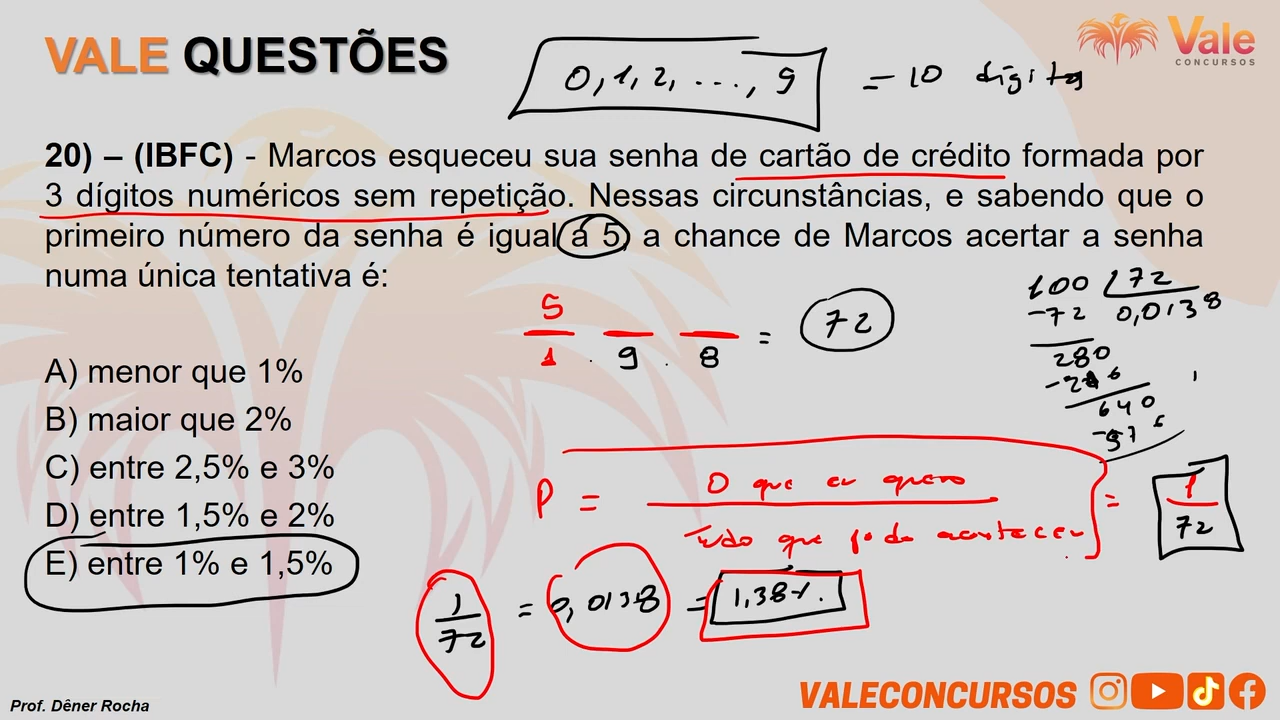 VALE QUESTÕES
0, 1, 2, ..., 9 = 10 dígitos
Vale
CONCURSOS
20) – (IBFC) - Marcos esqueceu sua senha de cartão de crédito formada por
3 dígitos numéricos sem repetição. Nessas circunstâncias, e sabendo que o
primeiro número da senha é igual a 5, a chance de Marcos acertar a senha
numa única tentativa é:
5
1 . 9 . 8 = 72
100 72
-72 0,0138
280
640
A) menor que 1%
B) maior que 2%
C) entre 2,5% e 3%
D) entre 1,5% e 2%
E) entre 1% e 1,5%
P = O que eu quero
Tudo que pode acontecer
= 1
72
1
72
= 0,0138 = 1,38%.
Prof. Dêner Rocha
VALECONCURSOS